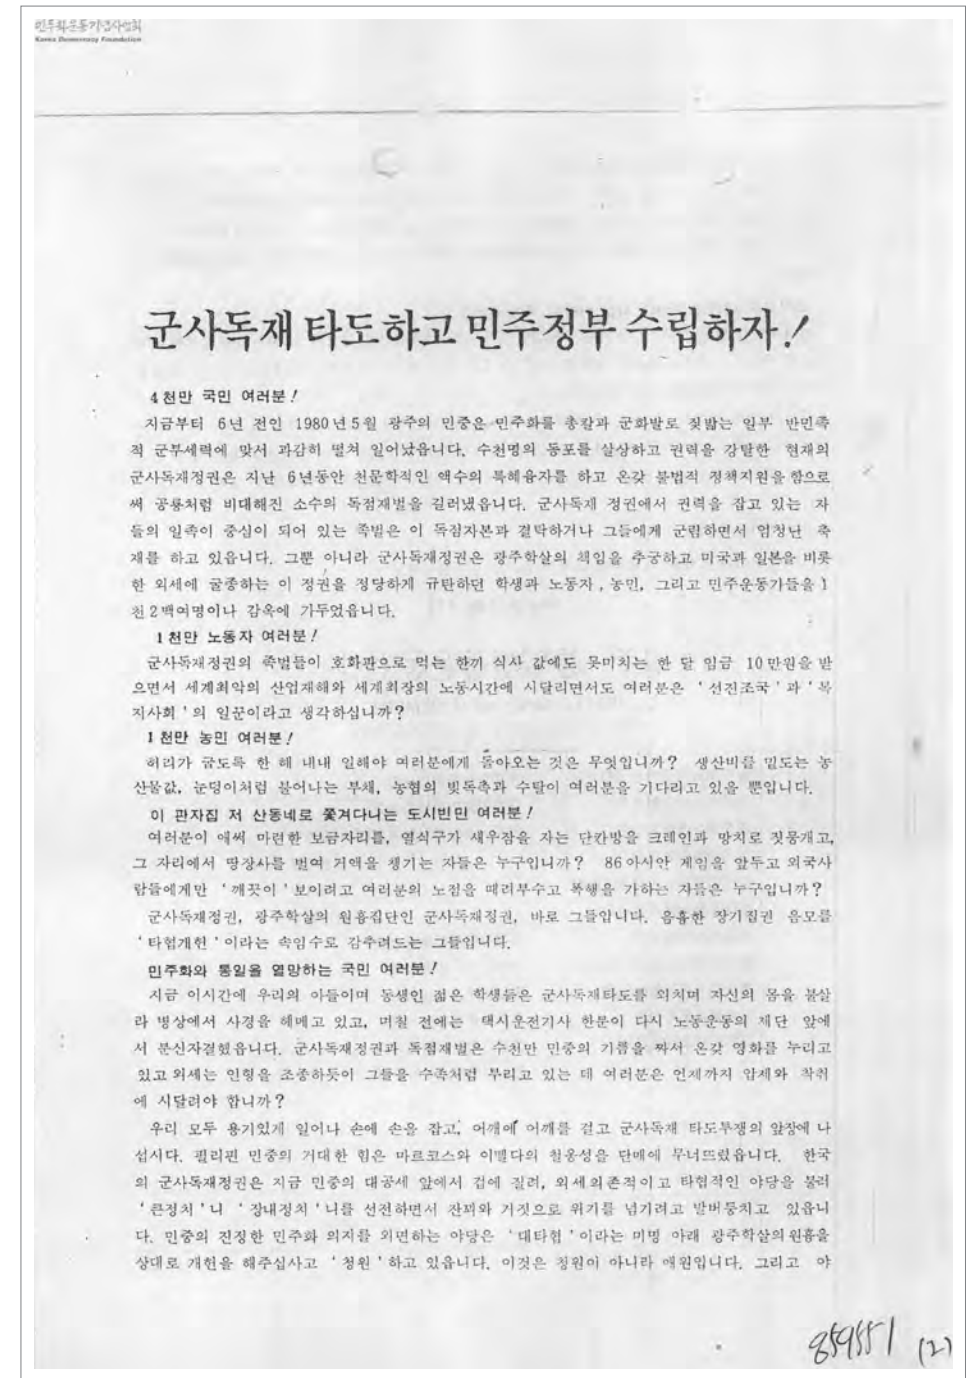 민주화운동기념사업회
Korea Democracy Foundation
군사독재 타도하고 민주정부 수립하자!
4천만 국민 여러분!
지금부터 6년 전인 1980년5월 광주의 민중은 민주화를 총칼과 군화발로 짓밟는 일부 반민족
적 군부세력에 맞서 과감히 떨쳐 일어났읍니다. 수천명의 동포를 살상하고 권력을 강탈한 현재의
군사독재정권은 지난 6년동안 천문학적인 액수의 특혜융자를 하고 온갖 불법적 정책지원을 함으로
써 공룡처럼 비대해진 소수의 독점재벌을 길러냈읍니다. 군사독재 정권에서 권력을 잡고 있는 자
들의 일족이 중심이 되어 있는 족벌은 이 독점자본과 결탁하거나 그들에게 군림하면서 엄청난 축
재를 하고 있읍니다. 그뿐 아니라 군사독재정권은 광주학살의 책임을 추궁하고 미국과 일본을 비롯
한 외세에 굴종하는 이 정권을 정당하게 규탄하던 학생과 노동자, 농민, 그리고 민주운동가들을 1
천2백여명이나 감옥에 가두었읍니다.
1천만 노동자 여러분!
군사독재정권의 족벌들이 호화판으로 먹는 한끼 식사 값에도 못미치는 한 달 임금 10만원을 받
으면서 세계최악의 산업재해와 세계최장의 노동시간에 시달리면서도 여러분은 '선진조국'과 '복
지사회'의 일꾼이라고 생각하십니까?
1천만 농민 여러분!
허리가 굽도록 한 해 내내 일해야 여러분에게 돌아오는 것은 무엇입니까? 생산비를 밑도는 농
산물값, 눈덩이처럼 불어나는 부채, 농협의 빚독촉과 수탈이 여러분을 기다리고 있을 뿐입니다.
이 판자집 저 산동네로 쫓겨다니는 도시빈민 여러분!
여러분이 애써 마련한 보금자리를, 열식구가 새우잠을 자는 단칸방을 크레인과 망치로 짓뭉개고,
그 자리에서 땅장사를 벌여 거액을 챙기는 자들은 누구입니까? 86아시안 게임을 앞두고 외국사
람들에게만 '깨끗이'보이려고 여러분의 노점을 때려부수고 폭행을 가하는 자들은 누구입니까?
군사독재정권, 광주학살의 원흉집단인 군사독재정권, 바로 그들입니다. 음흉한 장기집권 음모를
'타협개헌'이라는 속임수로 감추려드는 그들입니다.
민주화와 통일을 열망하는 국민 여러분!
지금 이시간에 우리의 아들이며 동생인 젊은 학생들은 군사독재타도를 외치며 자신의 몸을 불살
라 병상에서 사경을 헤메고 있고, 며칠 전에는 택시운전기사 한분이 다시 노동운동의 제단 앞에
서 분신자결했읍니다. 군사독재정권과 독점재벌은 수천만 민중의 기름을 짜서 온갖 영화를 누리고
있고 외세는 인형을 조종하듯이 그들을 수족처럼 부리고 있는 데 여러분은 언제까지 압제와 착취
에 시달려야 합니까?
우리 모두 용기있게 일어나 손에 손을 잡고, 어깨에 어깨를 걸고 군사독재 타도투쟁의 앞장에 나
섭시다. 필리핀 민중의 거대한 힘은 마르코스와 이멜다의 철옹성을 단매에 무너뜨렸읍니다. 한국
의 군사독재정권은 지금 민중의 대공세 앞에서 겁에 질려, 외세의존적이고 타협적인 야당을 불러
'큰정치'니 '장내정치'니를 선전하면서 잔꾀와 거짓으로 위기를 넘기려고 발버둥치고 있읍니
다. 민중의 진정한 민주화 의지를 외면하는 야당은 '대타협'이라는 미명 아래 광주학살의 원흉을
상대로 개헌을 해주십사고 '청원'하고 있읍니다. 이것은 청원이 아니라 애원입니다. 그리고 야
859551 (2)